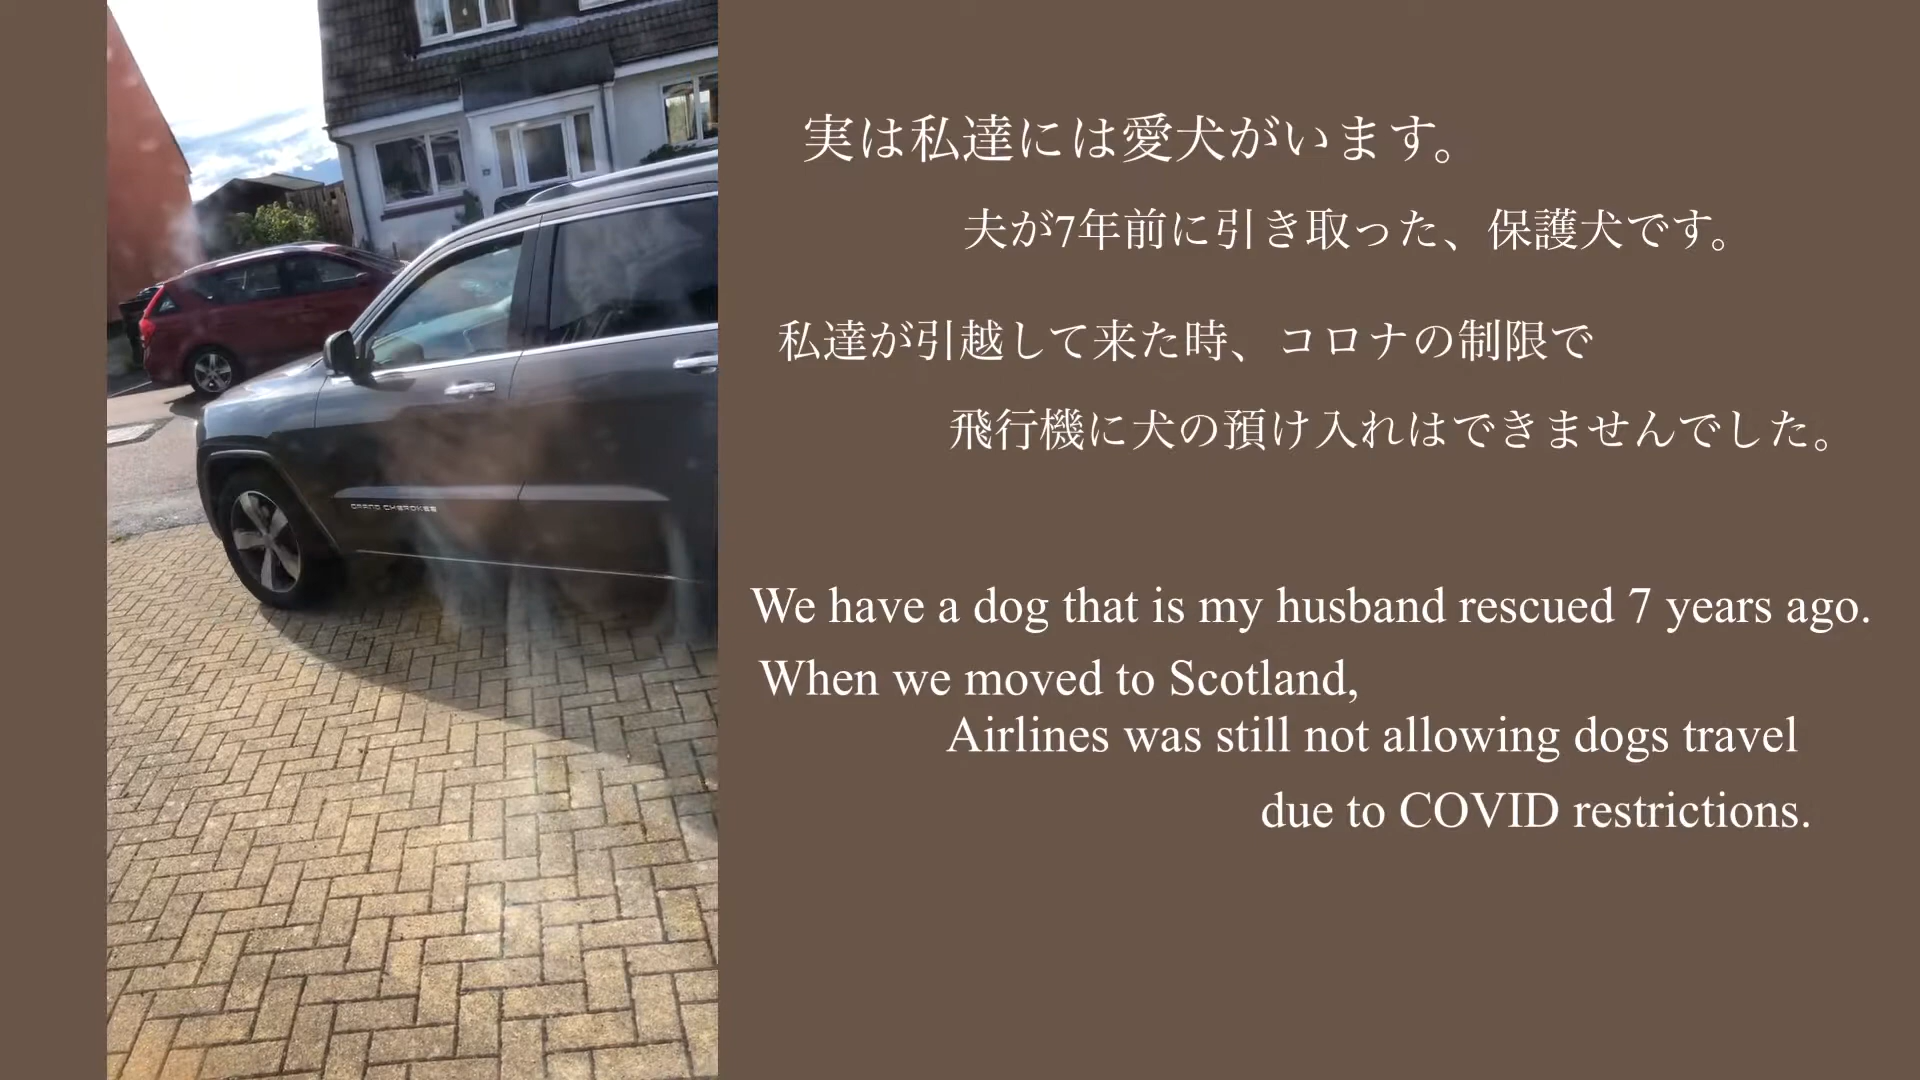 実は私達には愛犬がいます。
夫が7年前に引き取った、保護犬です。
私達が引越して来た時、コロナの制限で
飛行機に犬の預け入れはできませんでした。
We have a dog that is my husband rescued 7 years ago.
When we moved to Scotland,
Airlines was still not allowing dogs travel
due to COVID restrictions.
GRAND CHEROKEE